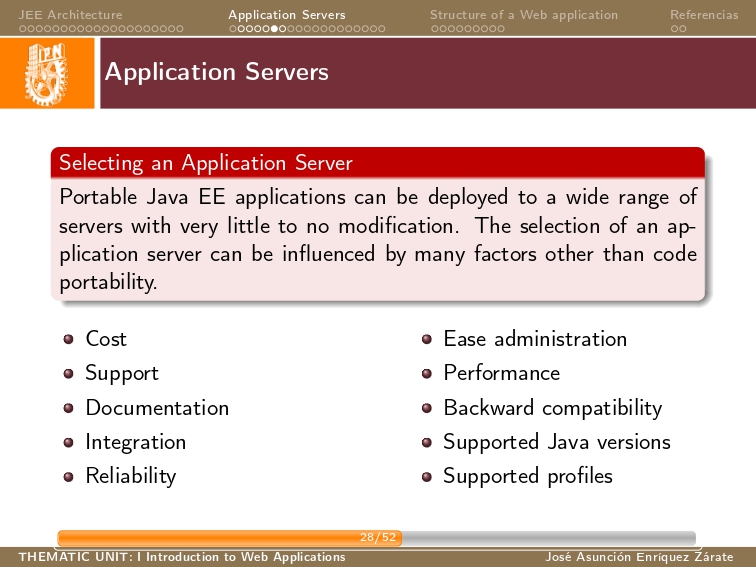 JEE Architecture Application Servers Structure of a Web application Referencias
IPN
Application Servers
Selecting an Application Server
Portable Java EE applications can be deployed to a wide range of
servers with very little to no modification. The selection of an ap-
plication server can be influenced by many factors other than code
portability.
Cost
Support
Documentation
Integration
Reliability
Ease administration
Performance
Backward compatibility
Supported Java versions
Supported profiles
28/52
THEMATIC UNIT: I Introduction to Web Applications José Asunción Enríquez Zárate